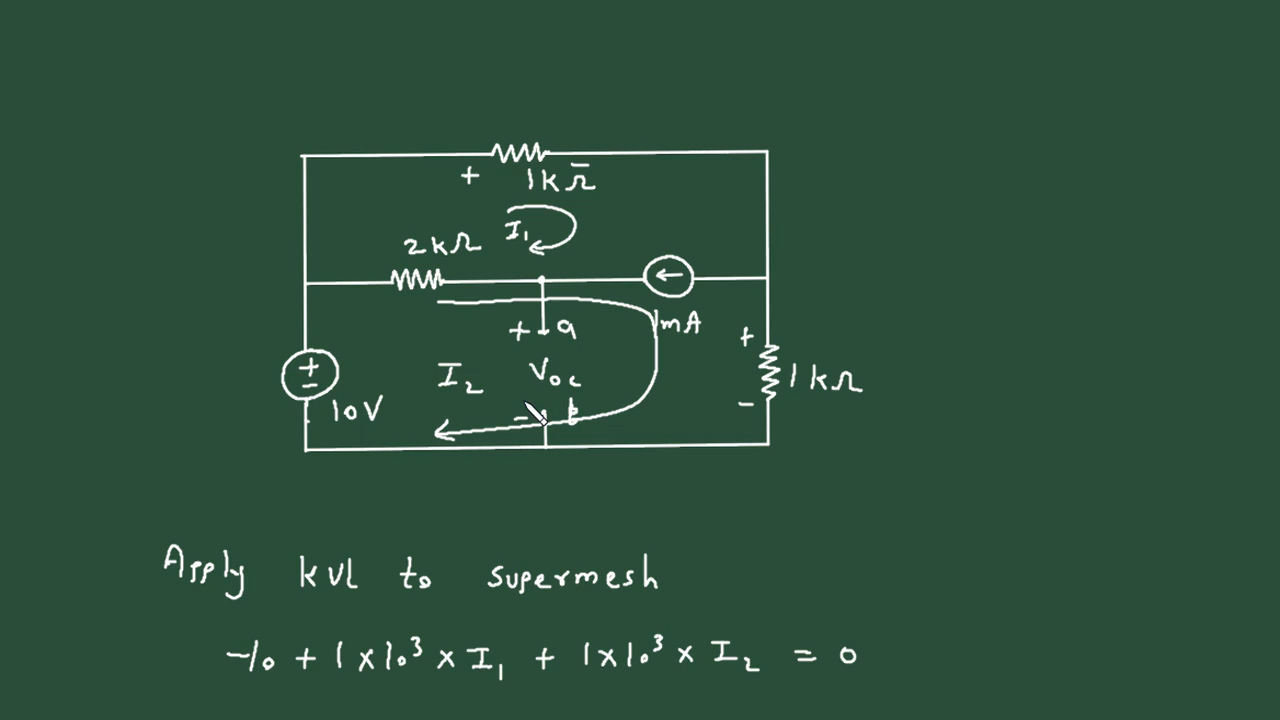 + 1kΩ -
I₁
2kΩ
+ a
1mA
+
I₂
Voc
1kΩ
+
-
10V
- b
-
Apply kvl to supermesh
-10 + 1×10³ × I₁ + 1×10³ × I₂ = 0